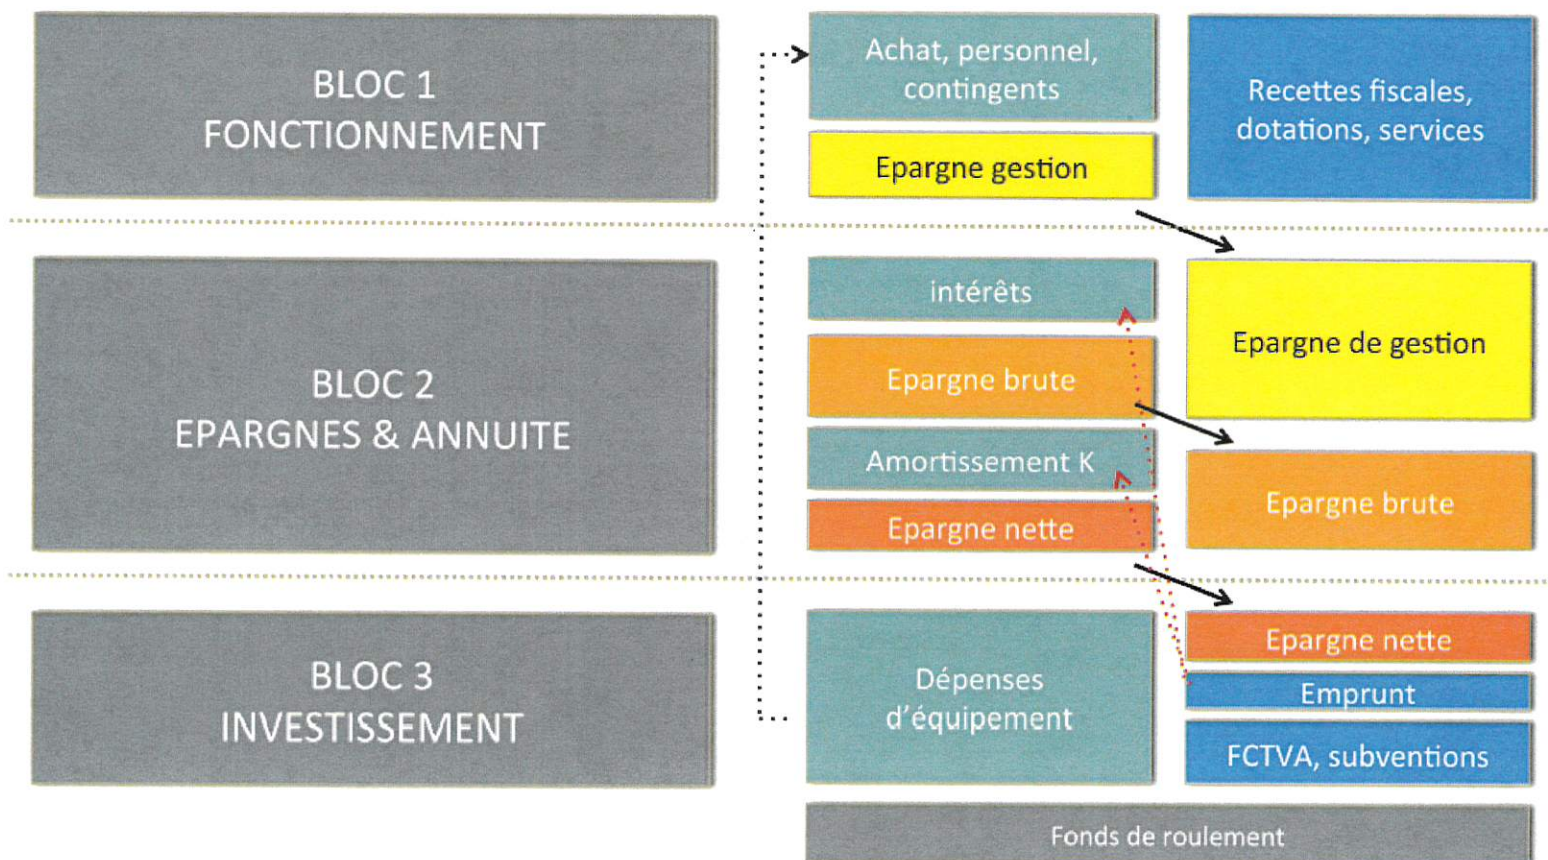 BLOC 1
FONCTIONNEMENT
Achat, personnel,
contingents
Epargne gestion
Recettes fiscales,
dotations, services
BLOC 2
EPARGNES & ANNUITE
intérêts
Epargne brute
Amortissement K
Epargne nette
Epargne de gestion
Epargne brute
BLOC 3
INVESTISSEMENT
Dépenses
d’équipement
Epargne nette
Emprunt
FCTVA, subventions
Fonds de roulement